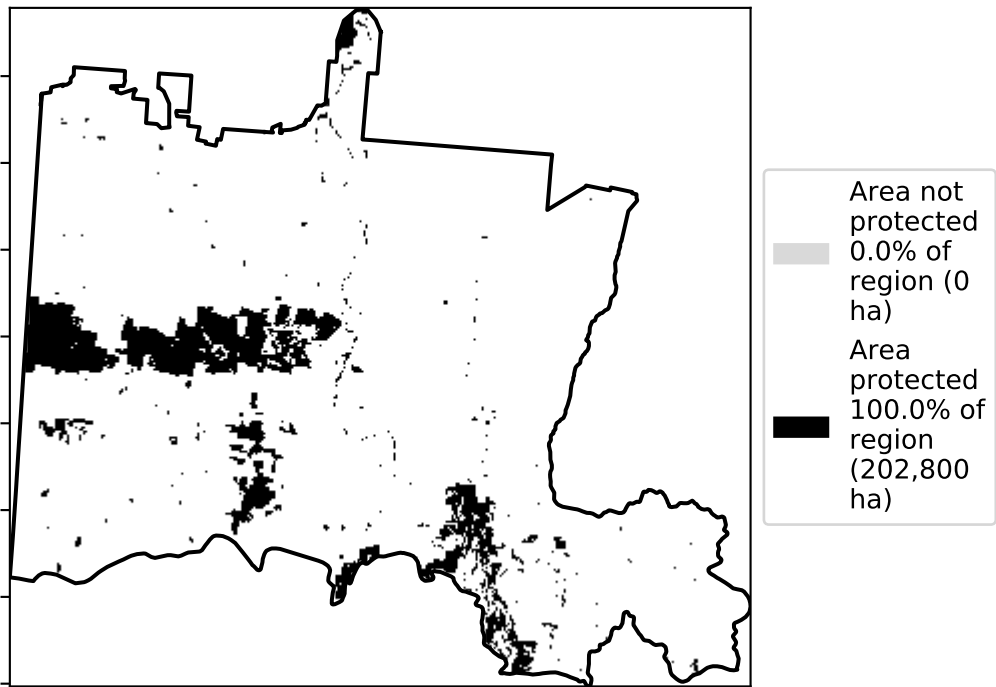 Area not
protected
0.0% of
region (0
ha)
Area
protected
100.0% of
region
(202,800
ha)